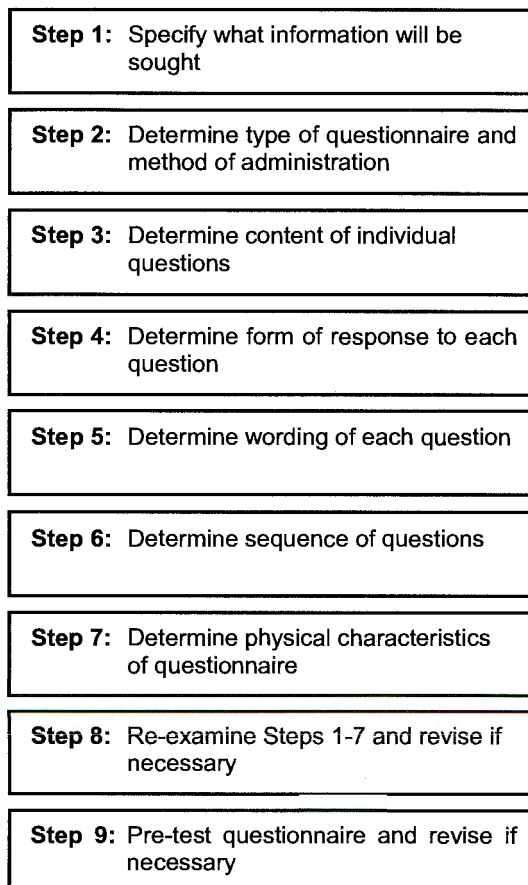 Step 1: Specify what information will be
sought
Step 2: Determine type of questionnaire and
method of administration
Step 3: Determine content of individual
questions
Step 4: Determine form of response to each
question
Step 5: Determine wording of each question
Step 6: Determine sequence of questions
Step 7: Determine physical characteristics
of questionnaire
Step 8: Re-examine Steps 1-7 and revise if
necessary
Step 9: Pre-test questionnaire and revise if
necessary